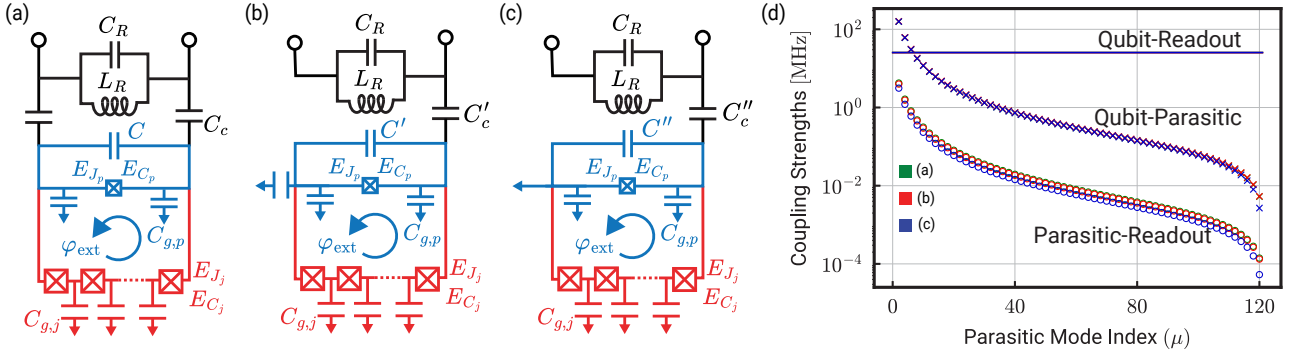 (a)
C_R
L_R
C_c
C
E_{J_p}
E_{C_p}
C_{g,p}
φ_ext
E_{J_j}
E_{C_j}
C_{g,j}
(b)
C_R
L_R
C'_c
C'
E_{J_p}
E_{C_p}
C_{g,p}
φ_ext
E_{J_j}
E_{C_j}
C_{g,j}
(c)
C_R
L_R
C''_c
C''
E_{J_p}
E_{C_p}
C_{g,p}
φ_ext
E_{J_j}
E_{C_j}
C_{g,j}
(d)
Coupling Strengths [MHz]
10^2
10^0
10^{−2}
10^{−4}
Qubit-Readout
Qubit-Parasitic
Parasitic-Readout
(a)
(b)
(c)
0 40 80 120
Parasitic Mode Index (μ)